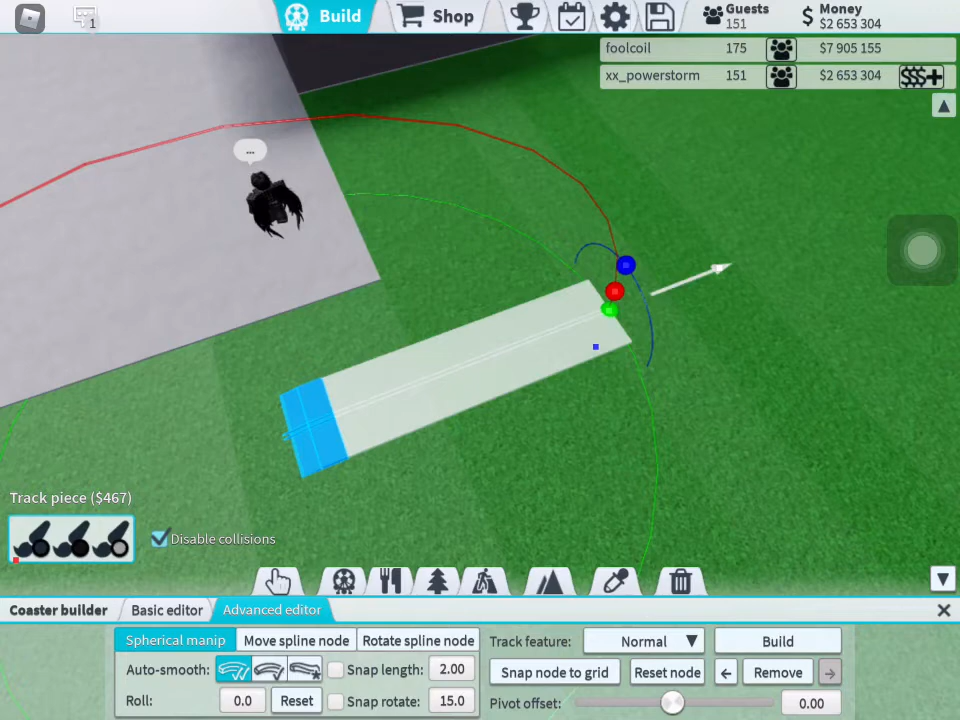 1
Build
Shop
Guests
151
$
Money
$2 653 304
foolcoil 175 $7 905 155
xx_powerstorm 151 $2 653 304 $$$+
...
Track piece ($467)
Disable collisions
Coaster builder Basic editor Advanced editor
Spherical manip Move spline node Rotate spline node Track feature: Normal Build
Auto-smooth: Snap length: 2.00 Snap node to grid Reset node Remove
Roll: 0.0 Reset Snap rotate: 15.0 Pivot offset: 0.00